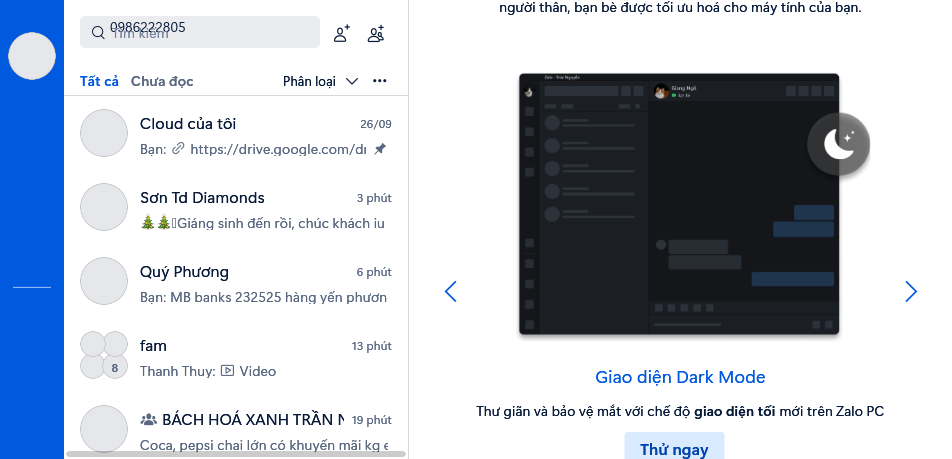 người thân, bạn bè được tối ưu hoá cho máy tính của bạn.
0986222805
Tìm kiếm
Tất cả Chưa đọc Phân loại
Cloud của tôi 26/09
Bạn: https://drive.google.com/dr
Sơn Td Diamonds 3 phút
🎄🎄Giáng sinh đến rồi, chúc khách iu
Quý Phương 6 phút
Bạn: MB banks 232525 hàng yến phươn
fam 13 phút
8 Thanh Thuy: Video
BÁCH HOÁ XANH TRẦN N 19 phút
Coca, pepsi chai lớn có khuyến mãi kg e
Giao diện Dark Mode
Thư giãn và bảo vệ mắt với chế độ giao diện tối mới trên Zalo PC
Thử ngay